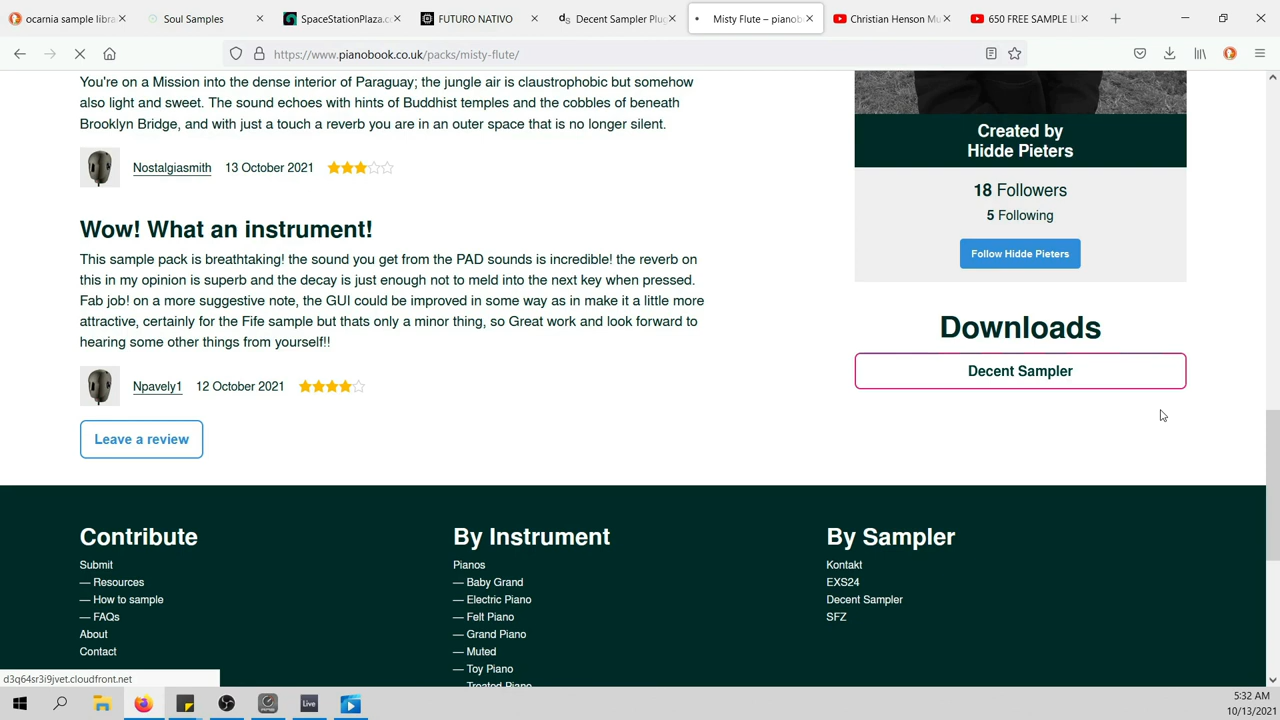 ocarnia sample libra
Soul Samples
SpaceStationPlaza.co
FUTURO NATIVO
Decent Sampler Plug
Misty Flute – pianob
Christian Henson Mu
650 FREE SAMPLE LI
https://www.pianobook.co.uk/packs/misty-flute/
You're on a Mission into the dense interior of Paraguay; the jungle air is claustrophobic but somehow
also light and sweet. The sound echoes with hints of Buddhist temples and the cobbles of beneath
Brooklyn Bridge, and with just a touch a reverb you are in an outer space that is no longer silent.
Nostalgiasmith 13 October 2021
Wow! What an instrument!
This sample pack is breathtaking! the sound you get from the PAD sounds is incredible! the reverb on
this in my opinion is superb and the decay is just enough not to meld into the next key when pressed.
Fab job! on a more suggestive note, the GUI could be improved in some way as in make it a little more
attractive, certainly for the Fife sample but thats only a minor thing, so Great work and look forward to
hearing some other things from yourself!!
Npavely1 12 October 2021
Leave a review
Created by
Hidde Pieters
18 Followers
5 Following
Follow Hidde Pieters
Downloads
Decent Sampler
Contribute
Submit
— Resources
— How to sample
— FAQs
About
Contact
By Instrument
Pianos
— Baby Grand
— Electric Piano
— Felt Piano
— Grand Piano
— Muted
— Toy Piano
— Treated Piano
By Sampler
Kontakt
EXS24
Decent Sampler
SFZ
d3q64sr3i9jvet.cloudfront.net
Live
5:32 AM
10/13/2021